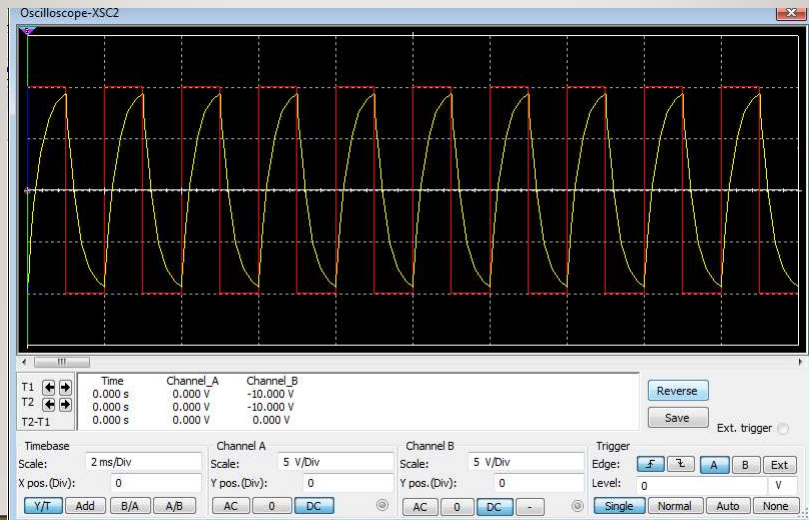 Oscilloscope-XSC2
T1
T2
T2-T1
Time Channel_A Channel_B
0.000 s 0.000 V -10.000 V
0.000 s 0.000 V -10.000 V
0.000 s 0.000 V 0.000 V
Reverse
Save
Ext. trigger
Timebase
Scale: 2 ms/Div
X pos.(Div): 0
Y/T Add B/A A/B
Channel A
Scale: 5 V/Div
Y pos.(Div): 0
AC 0 DC
Channel B
Scale: 5 V/Div
Y pos.(Div): 0
AC 0 DC -
Trigger
Edge: A B Ext
Level: 0 V
Single Normal Auto None